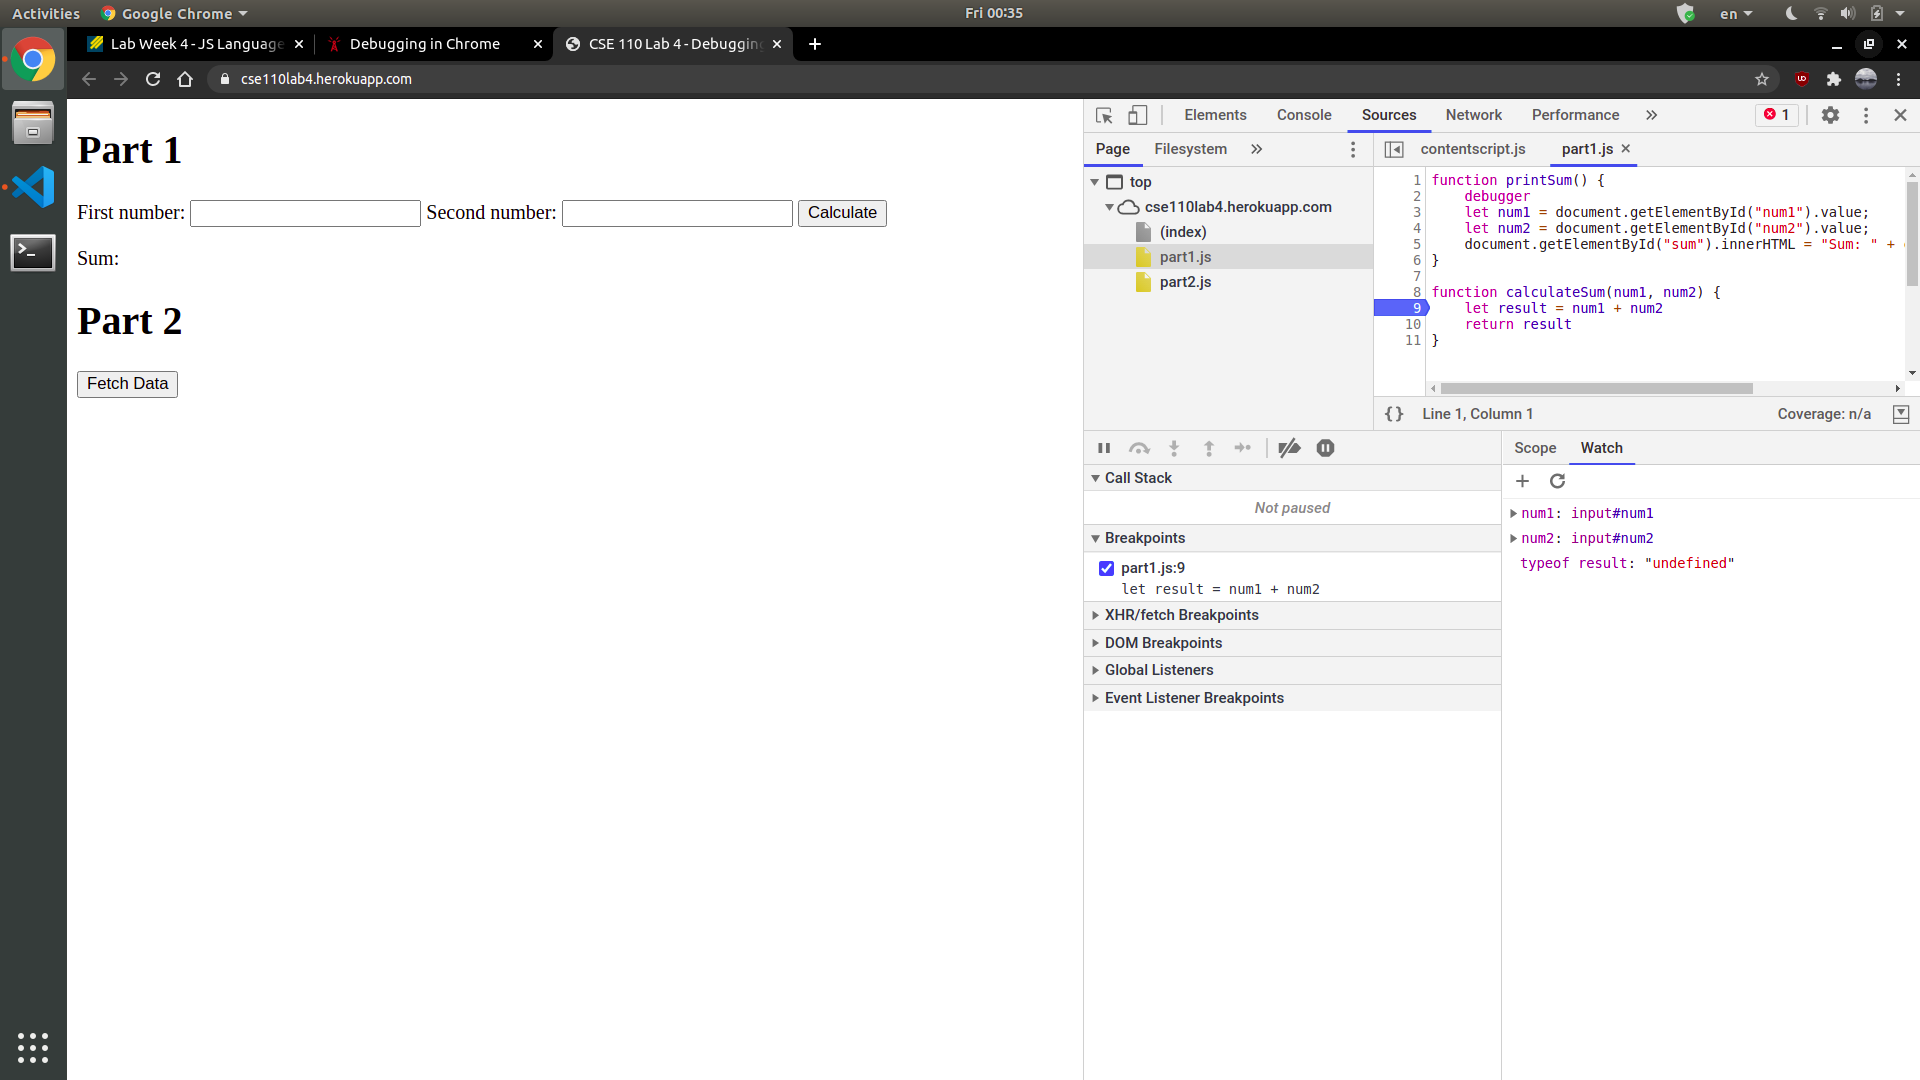 Activities
Google Chrome
Fri 00:35
en
Lab Week 4 - JS Language
Debugging in Chrome
CSE 110 Lab 4 - Debugging
cse110lab4.herokuapp.com
Part 1
First number:
Second number:
Calculate
Sum:
Part 2
Fetch Data
Elements
Console
Sources
Network
Performance
1
Page
Filesystem
contentscript.js
part1.js
top
cse110lab4.herokuapp.com
(index)
part1.js
part2.js
1 function printSum() {
2 debugger
3 let num1 = document.getElementById("num1").value;
4 let num2 = document.getElementById("num2").value;
5 document.getElementById("sum").innerHTML = "Sum: " +
6 }
7
8 function calculateSum(num1, num2) {
9 let result = num1 + num2
10 return result
11 }
{} Line 1, Column 1
Coverage: n/a
Call Stack
Not paused
Breakpoints
part1.js:9
let result = num1 + num2
XHR/fetch Breakpoints
DOM Breakpoints
Global Listeners
Event Listener Breakpoints
Scope
Watch
num1: input#num1
num2: input#num2
typeof result: "undefined"